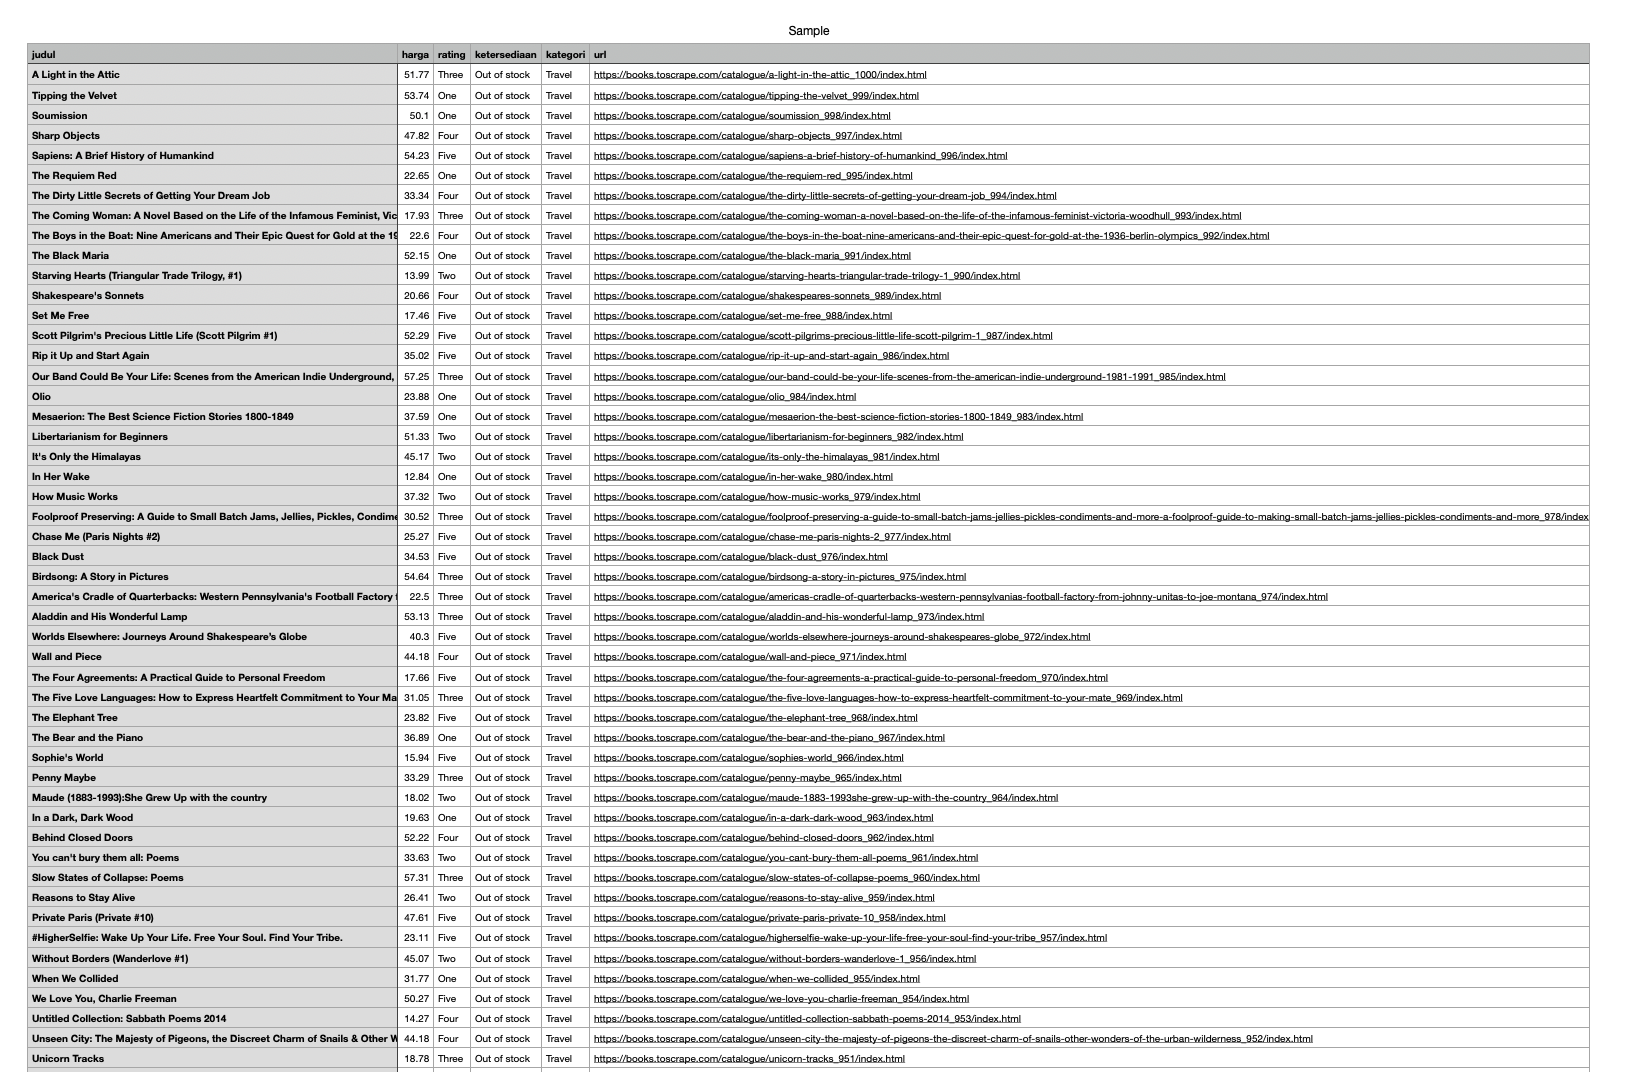 Sample
judul harga rating ketersediaan kategori url
A Light in the Attic 51.77 Three Out of stock Travel https://books.toscrape.com/catalogue/a-light-in-the-attic_1000/index.html
Tipping the Velvet 53.74 One Out of stock Travel https://books.toscrape.com/catalogue/tipping-the-velvet_999/index.html
Soumission 50.1 One Out of stock Travel https://books.toscrape.com/catalogue/soumission_998/index.html
Sharp Objects 47.82 Four Out of stock Travel https://books.toscrape.com/catalogue/sharp-objects_997/index.html
Sapiens: A Brief History of Humankind 54.23 Five Out of stock Travel https://books.toscrape.com/catalogue/sapiens-a-brief-history-of-humankind_996/index.html
The Requiem Red 22.65 One Out of stock Travel https://books.toscrape.com/catalogue/the-requiem-red_995/index.html
The Dirty Little Secrets of Getting Your Dream Job 33.34 Four Out of stock Travel https://books.toscrape.com/catalogue/the-dirty-little-secrets-of-getting-your-dream-job_994/index.html
The Coming Woman: A Novel Based on the Life of the Infamous Feminist, Vic 17.93 Three Out of stock Travel https://books.toscrape.com/catalogue/the-coming-woman-a-novel-based-on-the-life-of-the-infamous-feminist-victoria-woodhull_993/index.html
The Boys in the Boat: Nine Americans and Their Epic Quest for Gold at the 19 22.6 Four Out of stock Travel https://books.toscrape.com/catalogue/the-boys-in-the-boat-nine-americans-and-their-epic-quest-for-gold-at-the-1936-berlin-olympics_992/index.html
The Black Maria 52.15 One Out of stock Travel https://books.toscrape.com/catalogue/the-black-maria_991/index.html
Starving Hearts (Triangular Trade Trilogy, #1) 13.99 Two Out of stock Travel https://books.toscrape.com/catalogue/starving-hearts-triangular-trade-trilogy-1_990/index.html
Shakespeare's Sonnets 20.66 Four Out of stock Travel https://books.toscrape.com/catalogue/shakespeares-sonnets_989/index.html
Set Me Free 17.46 Five Out of stock Travel https://books.toscrape.com/catalogue/set-me-free_988/index.html
Scott Pilgrim's Precious Little Life (Scott Pilgrim #1) 52.29 Five Out of stock Travel https://books.toscrape.com/catalogue/scott-pilgrims-precious-little-life-scott-pilgrim-1_987/index.html
Rip it Up and Start Again 35.02 Five Out of stock Travel https://books.toscrape.com/catalogue/rip-it-up-and-start-again_986/index.html
Our Band Could Be Your Life: Scenes from the American Indie Underground, 57.25 Three Out of stock Travel https://books.toscrape.com/catalogue/our-band-could-be-your-life-scenes-from-the-american-indie-underground-1981-1991_985/index.html
Olio 23.88 One Out of stock Travel https://books.toscrape.com/catalogue/olio_984/index.html
Mesaerion: The Best Science Fiction Stories 1800-1849 37.59 One Out of stock Travel https://books.toscrape.com/catalogue/mesaerion-the-best-science-fiction-stories-1800-1849_983/index.html
Libertarianism for Beginners 51.33 Two Out of stock Travel https://books.toscrape.com/catalogue/libertarianism-for-beginners_982/index.html
It's Only the Himalayas 45.17 Two Out of stock Travel https://books.toscrape.com/catalogue/its-only-the-himalayas_981/index.html
In Her Wake 12.84 One Out of stock Travel https://books.toscrape.com/catalogue/in-her-wake_980/index.html
How Music Works 37.32 Two Out of stock Travel https://books.toscrape.com/catalogue/how-music-works_979/index.html
Foolproof Preserving: A Guide to Small Batch Jams, Jellies, Pickles, Condime 30.52 Three Out of stock Travel https://books.toscrape.com/catalogue/foolproof-preserving-a-guide-to-small-batch-jams-jellies-pickles-condiments-and-more-a-foolproof-guide-to-making-small-batch-jams-jellies-pickles-condiments-and-more_978/index
Chase Me (Paris Nights #2) 25.27 Five Out of stock Travel https://books.toscrape.com/catalogue/chase-me-paris-nights-2_977/index.html
Black Dust 34.53 Five Out of stock Travel https://books.toscrape.com/catalogue/black-dust_976/index.html
Birdsong: A Story in Pictures 54.64 Three Out of stock Travel https://books.toscrape.com/catalogue/birdsong-a-story-in-pictures_975/index.html
America's Cradle of Quarterbacks: Western Pennsylvania's Football Factory f 22.5 Three Out of stock Travel https://books.toscrape.com/catalogue/americas-cradle-of-quarterbacks-western-pennsylvanias-football-factory-from-johnny-unitas-to-joe-montana_974/index.html
Aladdin and His Wonderful Lamp 53.13 Three Out of stock Travel https://books.toscrape.com/catalogue/aladdin-and-his-wonderful-lamp_973/index.html
Worlds Elsewhere: Journeys Around Shakespeare’s Globe 40.3 Five Out of stock Travel https://books.toscrape.com/catalogue/worlds-elsewhere-journeys-around-shakespeares-globe_972/index.html
Wall and Piece 44.18 Four Out of stock Travel https://books.toscrape.com/catalogue/wall-and-piece_971/index.html
The Four Agreements: A Practical Guide to Personal Freedom 17.66 Five Out of stock Travel https://books.toscrape.com/catalogue/the-four-agreements-a-practical-guide-to-personal-freedom_970/index.html
The Five Love Languages: How to Express Heartfelt Commitment to Your Ma 31.05 Three Out of stock Travel https://books.toscrape.com/catalogue/the-five-love-languages-how-to-express-heartfelt-commitment-to-your-mate_969/index.html
The Elephant Tree 23.82 Five Out of stock Travel https://books.toscrape.com/catalogue/the-elephant-tree_968/index.html
The Bear and the Piano 36.89 One Out of stock Travel https://books.toscrape.com/catalogue/the-bear-and-the-piano_967/index.html
Sophie's World 15.94 Five Out of stock Travel https://books.toscrape.com/catalogue/sophies-world_966/index.html
Penny Maybe 33.29 Three Out of stock Travel https://books.toscrape.com/catalogue/penny-maybe_965/index.html
Maude (1883-1993):She Grew Up with the country 18.02 Two Out of stock Travel https://books.toscrape.com/catalogue/maude-1883-1993she-grew-up-with-the-country_964/index.html
In a Dark, Dark Wood 19.63 One Out of stock Travel https://books.toscrape.com/catalogue/in-a-dark-dark-wood_963/index.html
Behind Closed Doors 52.22 Four Out of stock Travel https://books.toscrape.com/catalogue/behind-closed-doors_962/index.html
You can't bury them all: Poems 33.63 Two Out of stock Travel https://books.toscrape.com/catalogue/you-cant-bury-them-all-poems_961/index.html
Slow States of Collapse: Poems 57.31 Three Out of stock Travel https://books.toscrape.com/catalogue/slow-states-of-collapse-poems_960/index.html
Reasons to Stay Alive 26.41 Two Out of stock Travel https://books.toscrape.com/catalogue/reasons-to-stay-alive_959/index.html
Private Paris (Private #10) 47.61 Five Out of stock Travel https://books.toscrape.com/catalogue/private-paris-private-10_958/index.html
#HigherSelfie: Wake Up Your Life. Free Your Soul. Find Your Tribe. 23.11 Five Out of stock Travel https://books.toscrape.com/catalogue/higherselfie-wake-up-your-life-free-your-soul-find-your-tribe_957/index.html
Without Borders (Wanderlove #1) 45.07 Two Out of stock Travel https://books.toscrape.com/catalogue/without-borders-wanderlove-1_956/index.html
When We Collided 31.77 One Out of stock Travel https://books.toscrape.com/catalogue/when-we-collided_955/index.html
We Love You, Charlie Freeman 50.27 Five Out of stock Travel https://books.toscrape.com/catalogue/we-love-you-charlie-freeman_954/index.html
Untitled Collection: Sabbath Poems 2014 14.27 Four Out of stock Travel https://books.toscrape.com/catalogue/untitled-collection-sabbath-poems-2014_953/index.html
Unseen City: The Majesty of Pigeons, the Discreet Charm of Snails & Other W 44.18 Four Out of stock Travel https://books.toscrape.com/catalogue/unseen-city-the-majesty-of-pigeons-the-discreet-charm-of-snails-other-wonders-of-the-urban-wilderness_952/index.html
Unicorn Tracks 18.78 Three Out of stock Travel https://books.toscrape.com/catalogue/unicorn-tracks_951/index.html